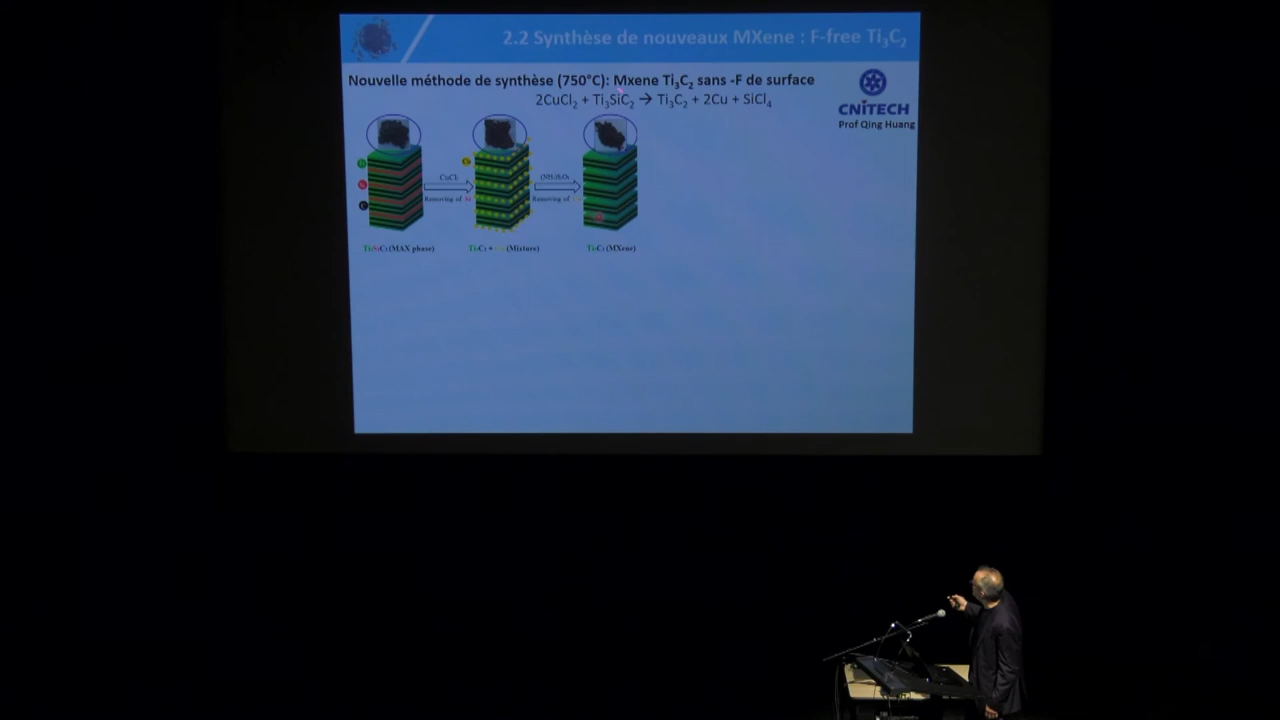 2.2 Synthèse de nouveaux MXene : F-free Ti₃C₂
Nouvelle méthode de synthèse (750°C): Mxene Ti₃C₂ sans -F de surface
2CuCl₂ + Ti₃SiC₂ → Ti₃C₂ + 2Cu + SiCl₄
CNITECH
Prof Qing Huang
CuCl₂
Removing of Si
(NH₄)₂S₂O₈
Removing of
Ti₃SiC₂ (MAX phase)
Ti₃C₂ + Cu (Mixture)
Ti₃C₂ (MXene)